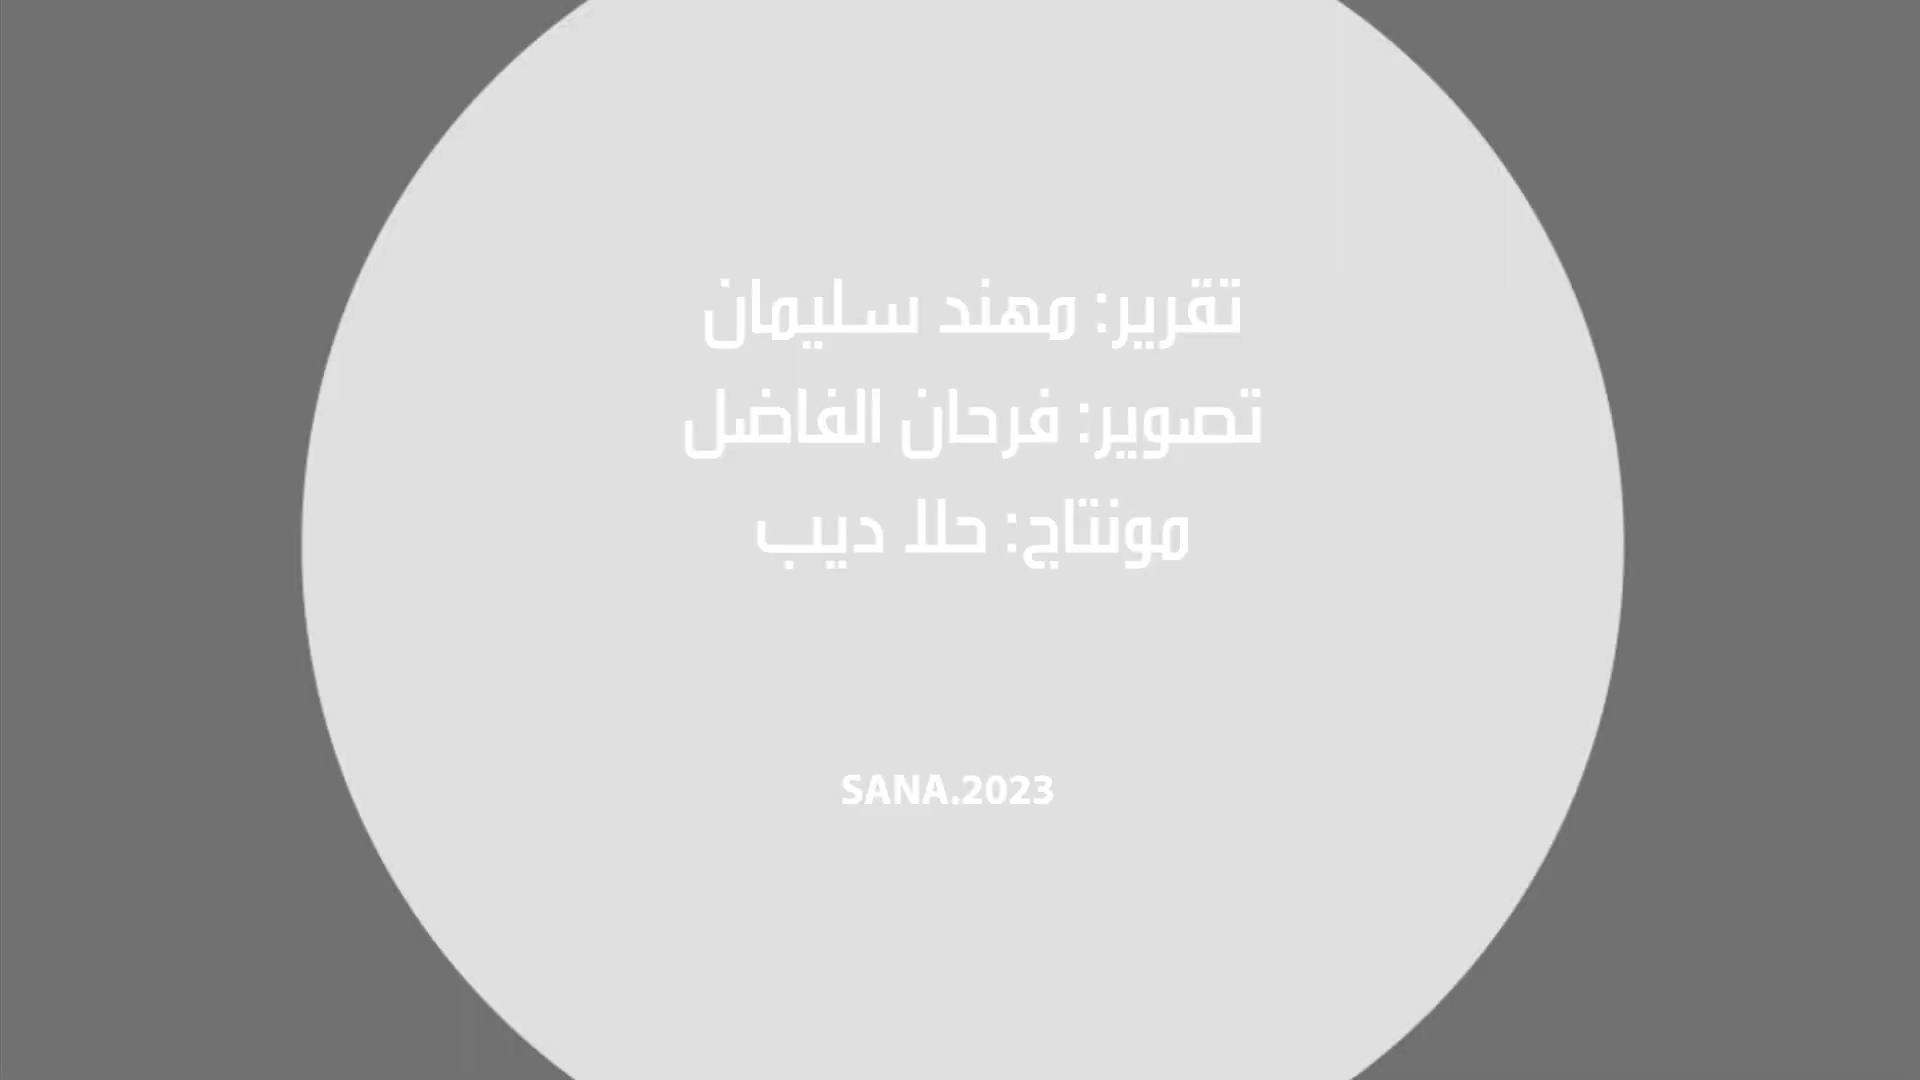 تقرير: مهند سليمان
تصوير: فرحان الفاضل
مونتاج: حلا ديب
SANA.2023